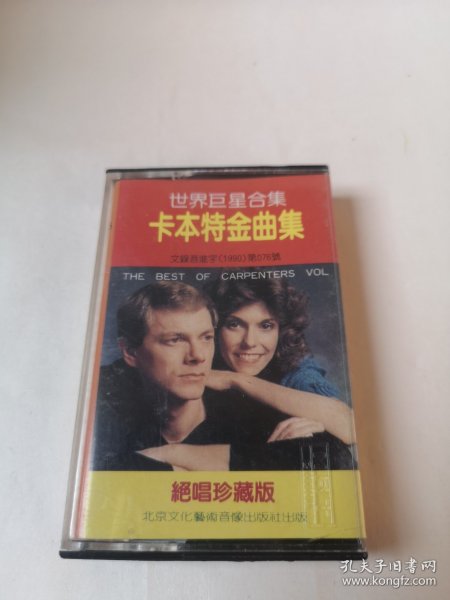 世界巨星合集
卡本特金曲集
文錄音進字(1990)第076號
THE BEST OF CARPENTERS VOL
絕唱珍藏版
北京文化藝術音像出版社出版
孔夫子旧书网
www.kongfz.com